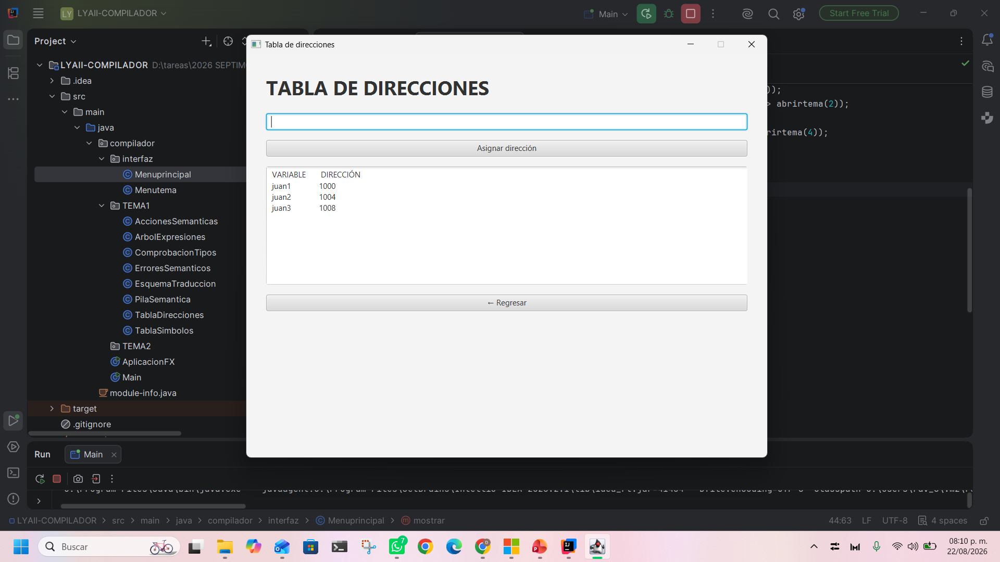 LY LYAII-COMPILADOR
Main
Start Free Trial
Project
Tabla de direcciones
LYAII-COMPILADOR D:\tareas\2026 SEPTIM
.idea
src
main
java
compilador
interfaz
Menuprincipal
Menutema
TEMA1
AccionesSemanticas
ArbolExpresiones
ComprobacionTipos
ErroresSemanticos
EsquemaTraduccion
PilaSemantica
TablaDirecciones
TablaSimbolos
TEMA2
AplicacionFX
Main
module-info.java
target
.gitignore
TABLA DE DIRECCIONES
Asignar dirección
VARIABLE DIRECCIÓN
juan1 1000
juan2 1004
juan3 1008
← Regresar
));
> abrirtema(2));
rirtema(4));
Run Main
LYAII-COMPILADOR > src > main > java > compilador > interfaz > Menuprincipal > mostrar
44:63 LF UTF-8 4 spaces
Buscar
7
08:10 p. m.
22/08/2026